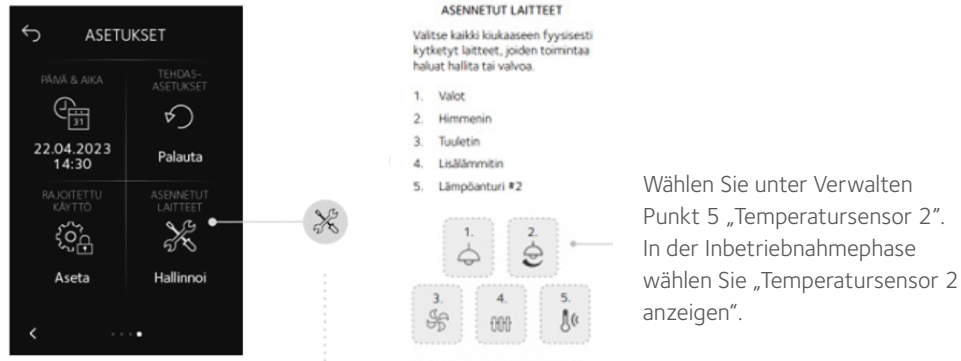 ASETUKSET
PÄIVÄ & AIKA
31
22.04.2023
14:30
TEHDAS-
ASETUKSET
Palauta
RAJOITETTU
KÄYTTÖ
Aseta
ASENNETUT
LAITTEET
Hallinnoi
ASENNETUT LAITTEET
Valitse kaikki kiukaaseen fyysisesti
kytketyt laitteet, joiden toimintaa
haluat hallita tai valvoa.
1. Valot
2. Himmenin
3. Tuuletin
4. Lisälämmitin
5. Lämpöanturi #2
1.
2.
3.
4.
5.
Wählen Sie unter Verwalten
Punkt 5 „Temperatursensor 2”.
In der Inbetriebnahmephase
wählen Sie „Temperatursensor 2
anzeigen”.